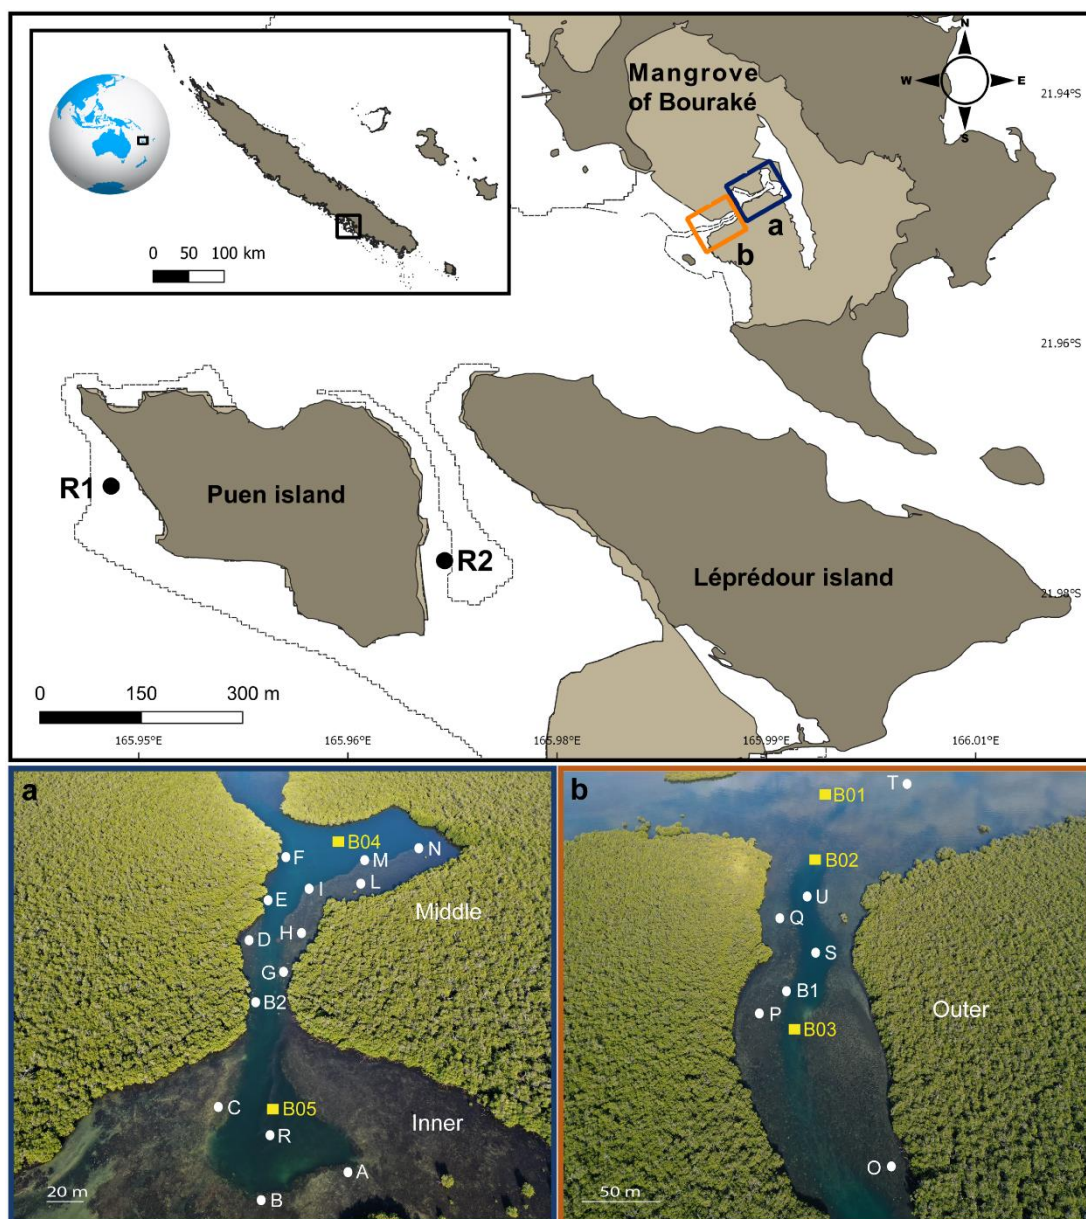 Mangrove
of Bouraké
N
W
E
S
21.94°S
a
b
0 50 100 km
21.96°S
R1
Puen island
R2
Léprédour island
21.98°S
0 150 300 m
165.95°E
165.96°E
165.98°E
165.99°E
166.01°E
a
B04
F
M
N
I
L
E
Middle
H
D
G
B2
C
B05
Inner
R
A
B
20 m
b
T
B01
B02
U
Q
S
B1
Outer
P
B03
O
50 m